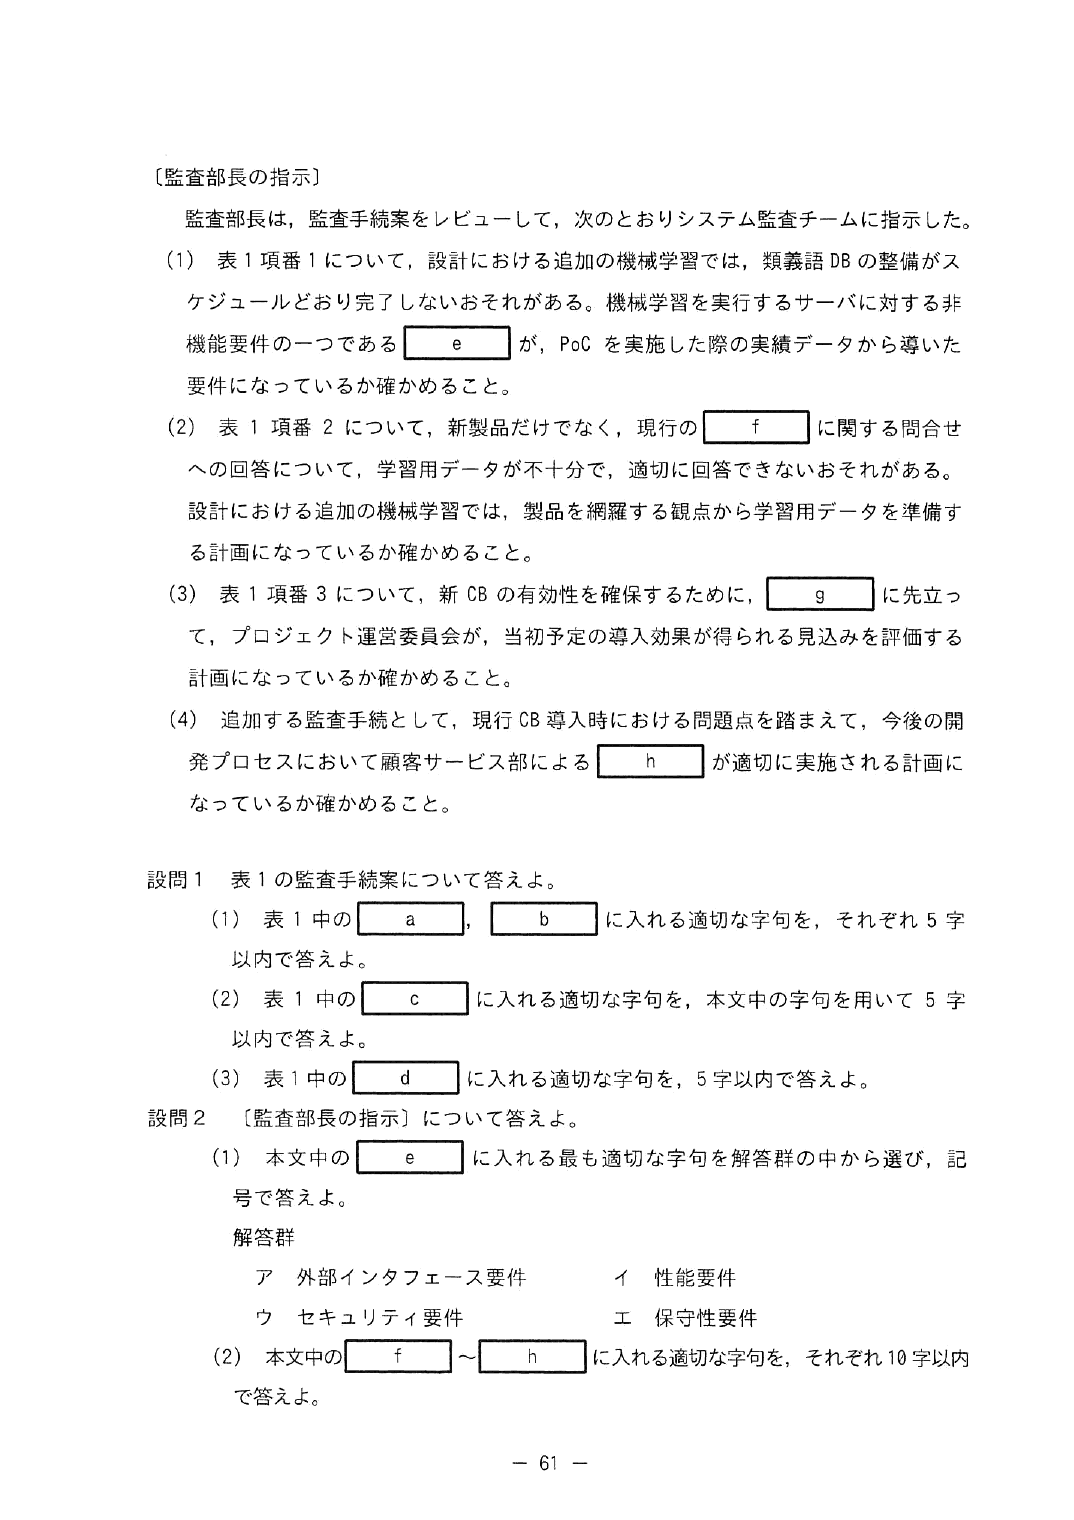 〔監査部長の指示〕
監査部長は，監査手続案をレビューして，次のとおりシステム監査チームに指示した。
(1) 表1項番1について，設計における追加の機械学習では，類義語DBの整備がス
ケジュールどおり完了しないおそれがある。機械学習を実行するサーバに対する非
機能要件の一つである e が，PoC を実施した際の実績データから導いた
要件になっているか確かめること。
(2) 表1項番2について，新製品だけでなく，現行の f に関する問合せ
への回答について，学習用データが不十分で，適切に回答できないおそれがある。
設計における追加の機械学習では，製品を網羅する観点から学習用データを準備す
る計画になっているか確かめること。
(3) 表1項番3について，新CBの有効性を確保するために， g に先立っ
て，プロジェクト運営委員会が，当初予定の導入効果が得られる見込みを評価する
計画になっているか確かめること。
(4) 追加する監査手続として，現行CB導入時における問題点を踏まえて，今後の開
発プロセスにおいて顧客サービス部による h が適切に実施される計画に
なっているか確かめること。
設問1 表1の監査手続案について答えよ。
(1) 表1中の a ， b に入れる適切な字句を，それぞれ5字
以内で答えよ。
(2) 表1中の c に入れる適切な字句を，本文中の字句を用いて5字
以内で答えよ。
(3) 表1中の d に入れる適切な字句を，5字以内で答えよ。
設問2 〔監査部長の指示〕について答えよ。
(1) 本文中の e に入れる最も適切な字句を解答群の中から選び，記
号で答えよ。
解答群
ア 外部インタフェース要件 イ 性能要件
ウ セキュリティ要件 エ 保守性要件
(2) 本文中の f ～ h に入れる適切な字句を，それぞれ10字以内
で答えよ。
－ 61 －